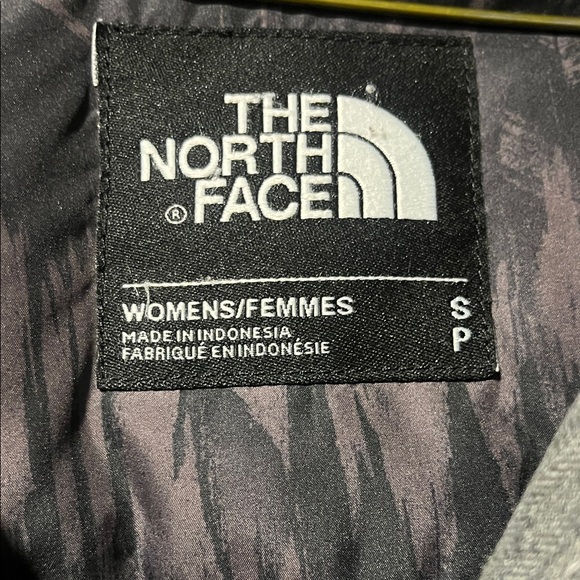 THE
NORTH
® FACE
WOMENS/FEMMES S
MADE IN INDONESIA P
FABRIQUÉ EN INDONÉSIE